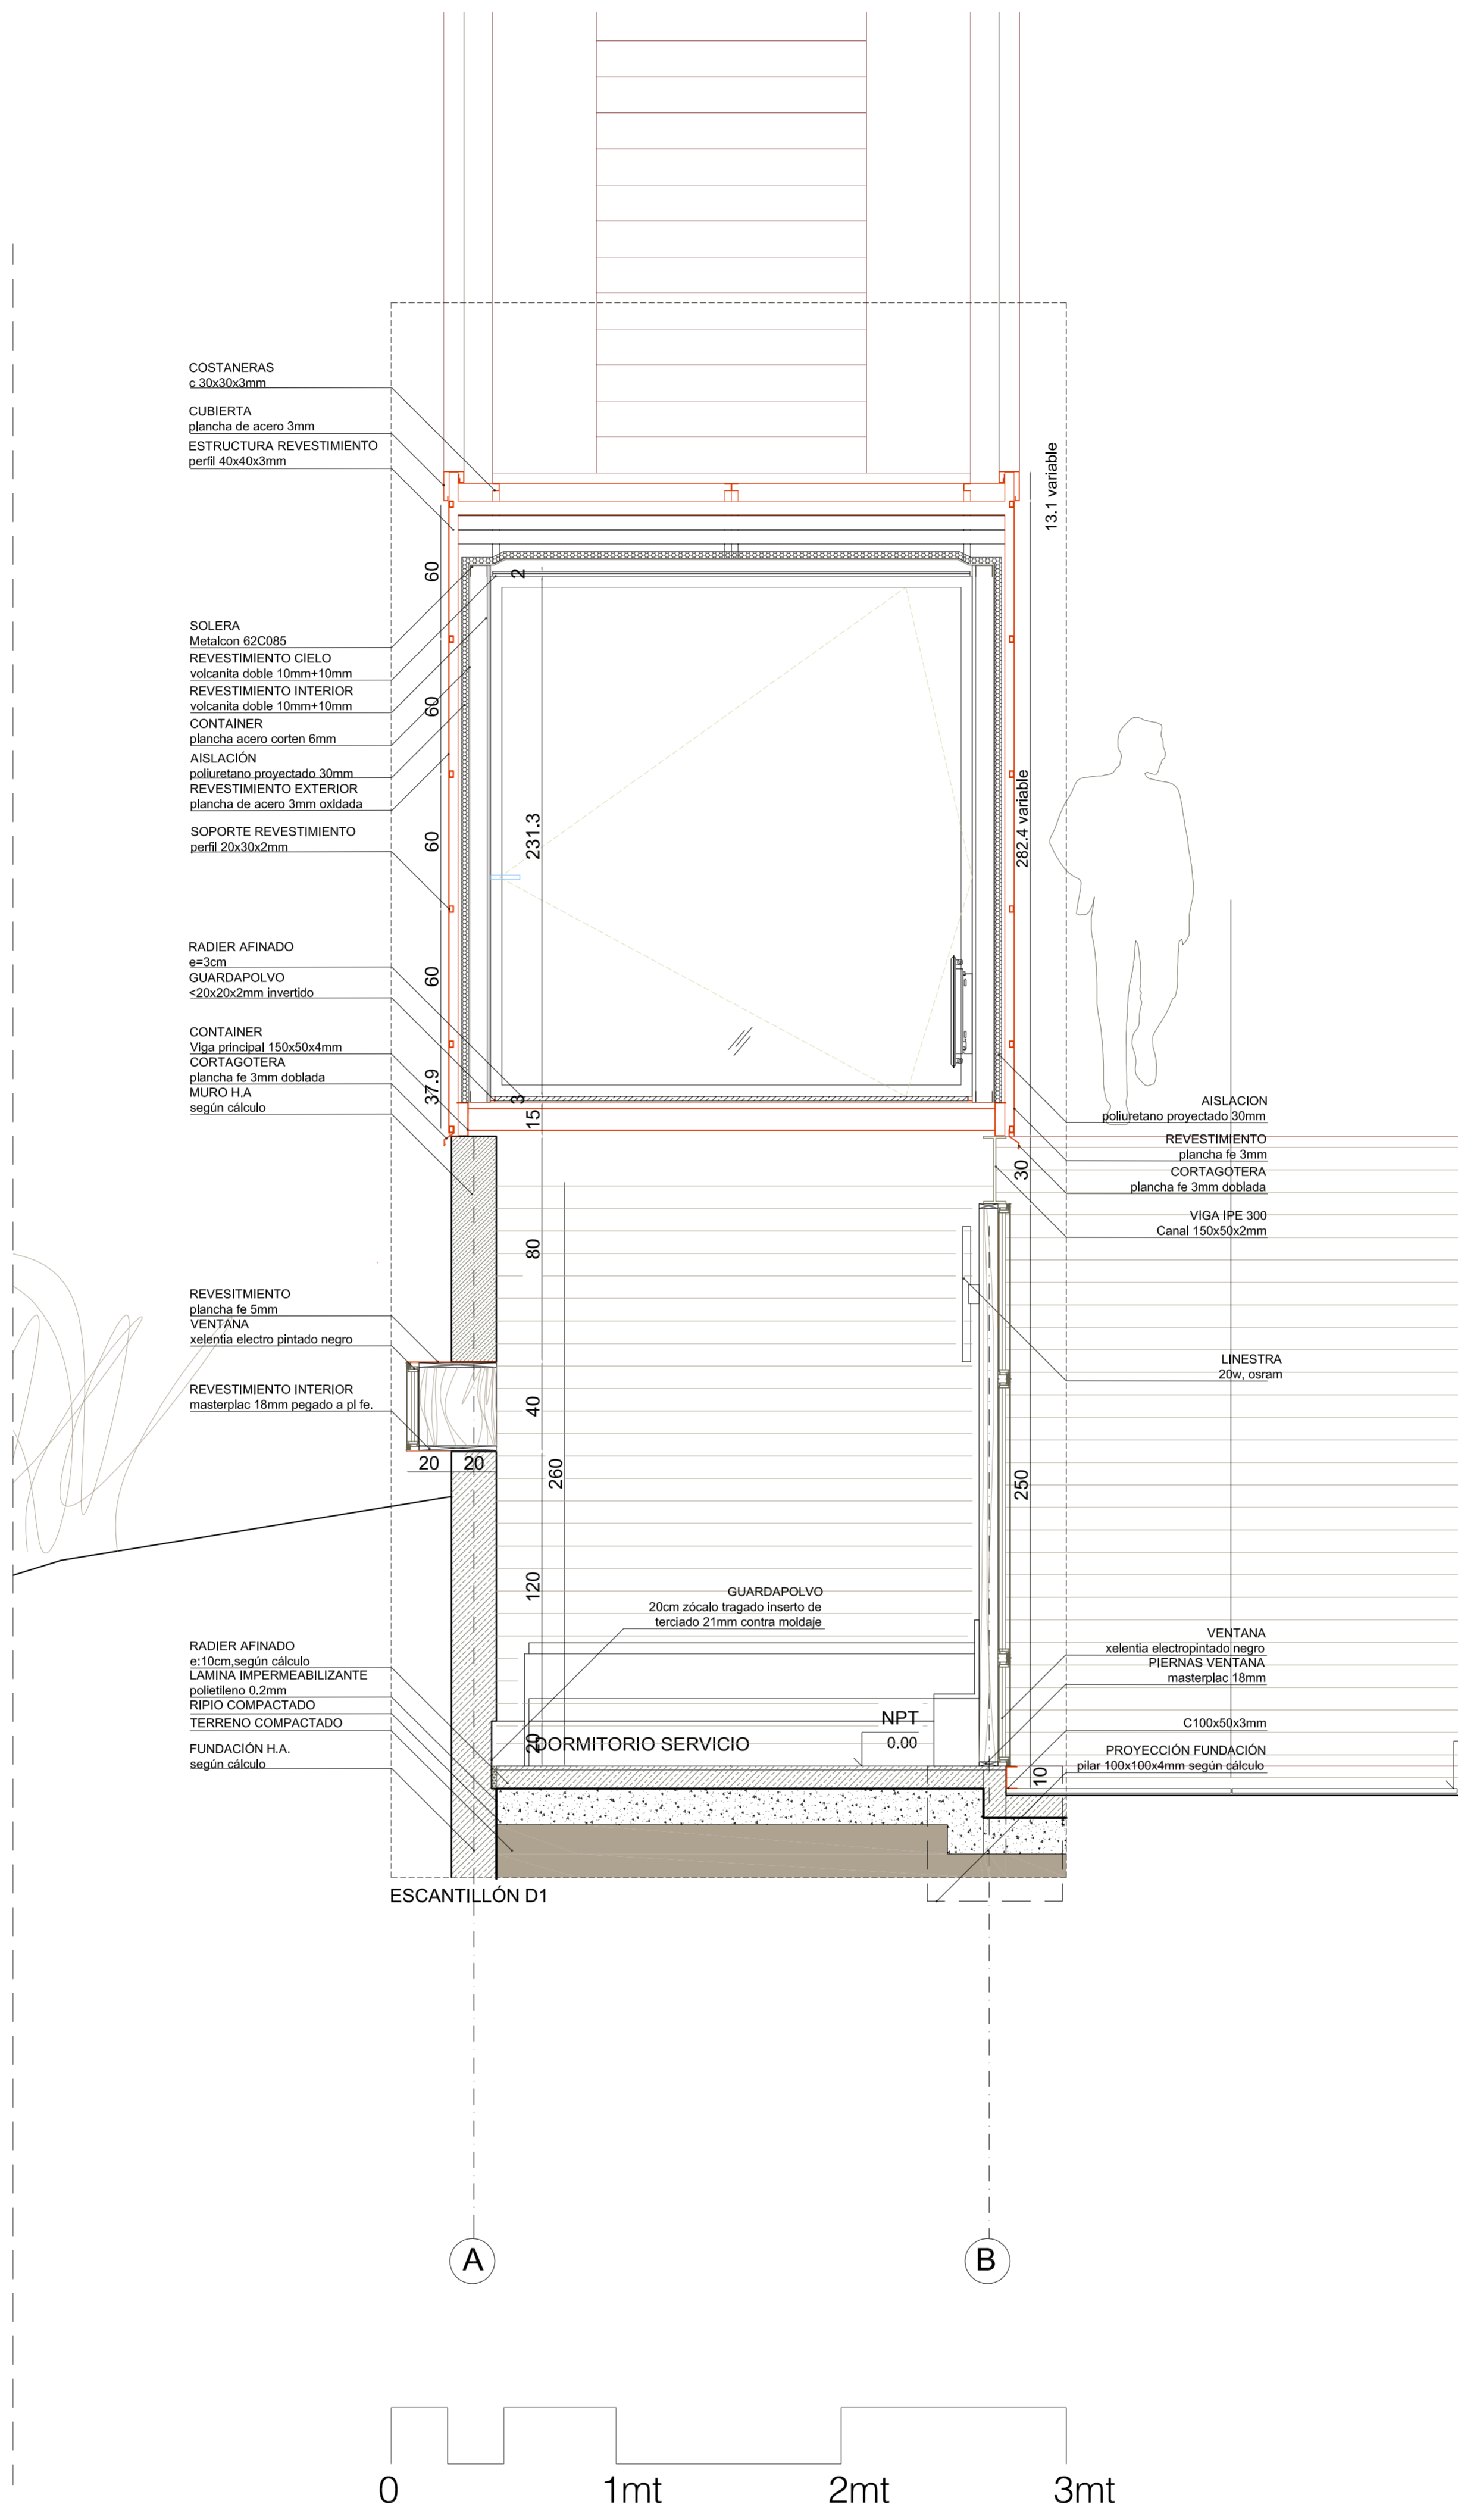 COSTANERAS
c 30x30x3mm
CUBIERTA
plancha de acero 3mm
ESTRUCTURA REVESTIMIENTO
perfil 40x40x3mm
13.1 variable
60
2
SOLERA
Metalcon 62C085
REVESTIMIENTO CIELO
volcanita doble 10mm+10mm
REVESTIMIENTO INTERIOR
volcanita doble 10mm+10mm
CONTAINER
plancha acero corten 6mm
AISLACIÓN
poliuretano proyectado 30mm
REVESTIMIENTO EXTERIOR
plancha de acero 3mm oxidada
SOPORTE REVESTIMIENTO
perfil 20x30x2mm
60
60
231.3
282.4 variable
RADIER AFINADO
e=3cm
GUARDAPOLVO
<20x20x2mm invertido
60
CONTAINER
Viga principal 150x50x4mm
CORTAGOTERA
plancha fe 3mm doblada
MURO H.A
según cálculo
37.9
3
15
AISLACION
poliuretano proyectado 30mm
REVESTIMIENTO
plancha fe 3mm
CORTAGOTERA
plancha fe 3mm doblada
VIGA IPE 300
Canal 150x50x2mm
30
80
REVESITMIENTO
plancha fe 5mm
VENTANA
xelentia electro pintado negro
REVESTIMIENTO INTERIOR
masterplac 18mm pegado a pl fe.
LINESTRA
20w, osram
40
20
20
260
250
120
GUARDAPOLVO
20cm zócalo tragado inserto de
terciado 21mm contra moldaje
RADIER AFINADO
e:10cm,según cálculo
LAMINA IMPERMEABILIZANTE
polietileno 0.2mm
RIPIO COMPACTADO
TERRENO COMPACTADO
FUNDACIÓN H.A.
según cálculo
VENTANA
xelentia electropintado negro
PIERNAS VENTANA
masterplac 18mm
C100x50x3mm
PROYECCIÓN FUNDACIÓN
pilar 100x100x4mm según cálculo
NPT
0.00
20
DORMITORIO SERVICIO
10
ESCANTILLÓN D1
A
B
0
1mt
2mt
3mt